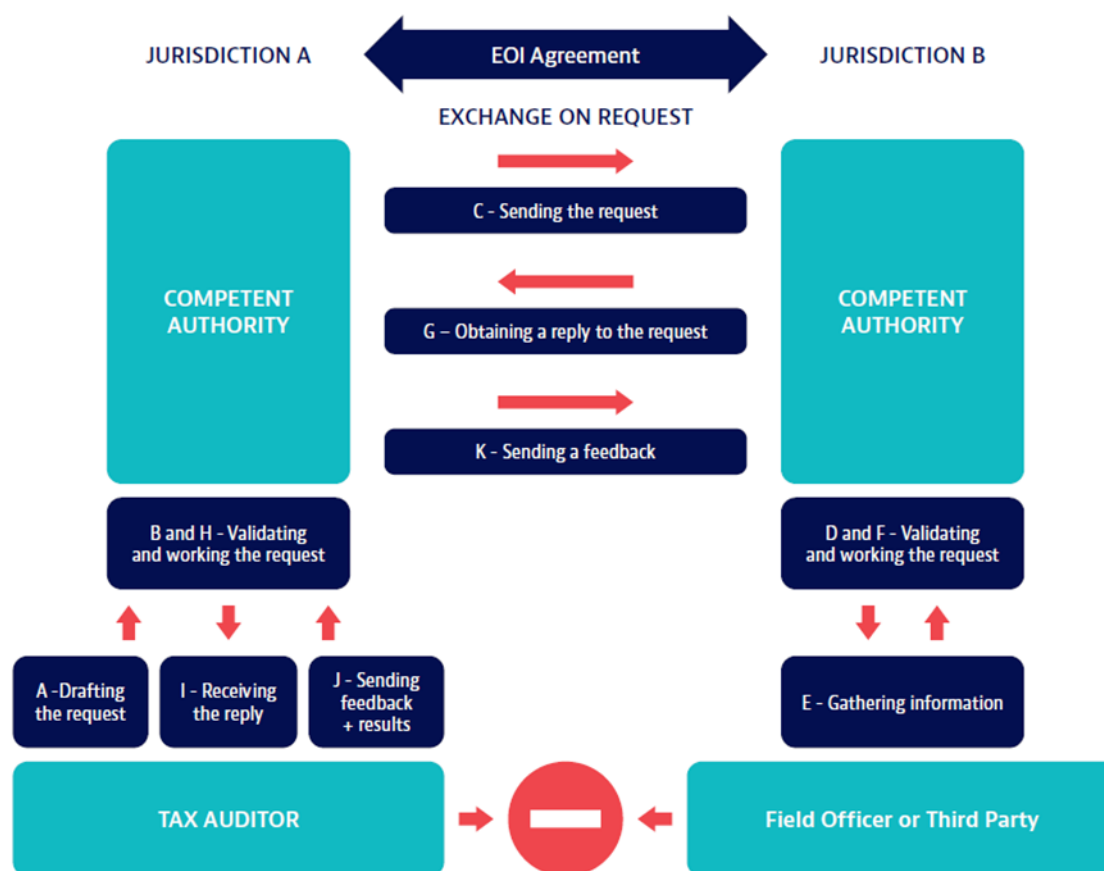 JURISDICTION A
EOI Agreement
JURISDICTION B
EXCHANGE ON REQUEST
COMPETENT
AUTHORITY
C - Sending the request
G – Obtaining a reply to the request
K - Sending a feedback
COMPETENT
AUTHORITY
B and H - Validating
and working the request
D and F - Validating
and working the request
A -Drafting
the request
I - Receiving
the reply
J - Sending
feedback
+ results
E - Gathering information
TAX AUDITOR
Field Officer or Third Party